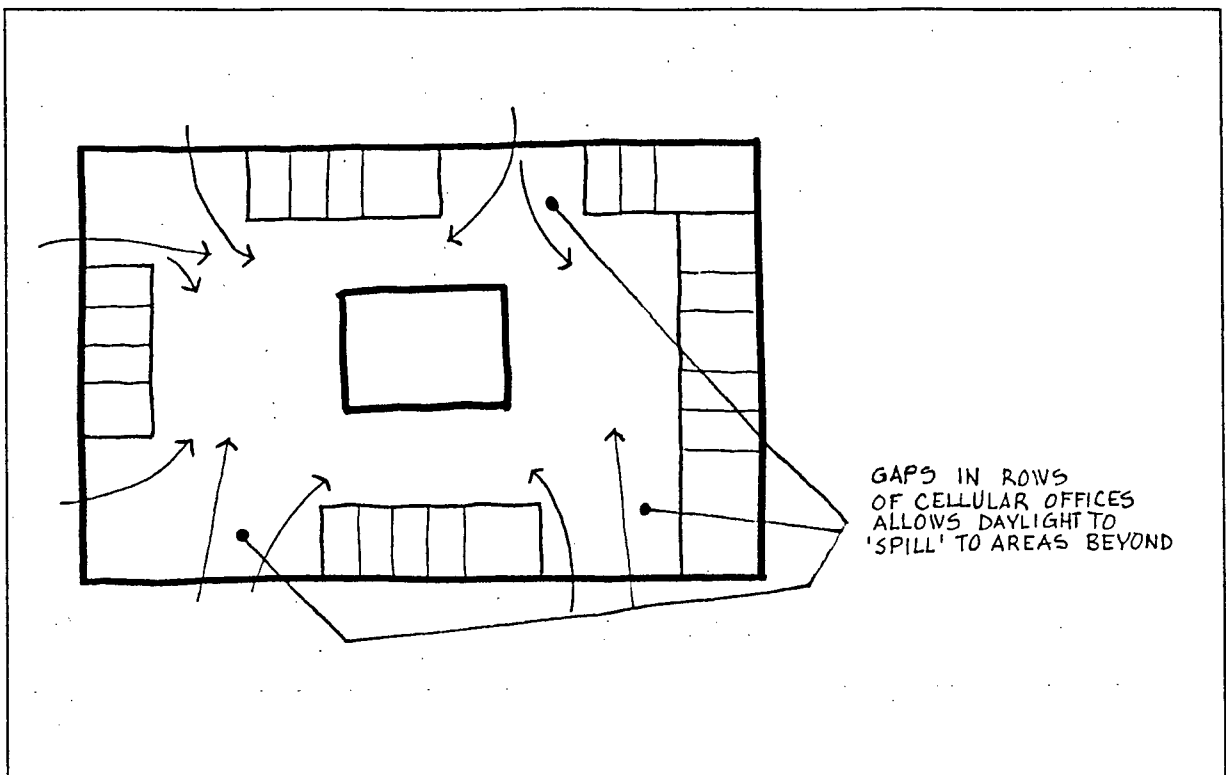 GAPS IN ROWS
OF CELLULAR OFFICES
ALLOWS DAYLIGHT TO
'SPILL' TO AREAS BEYOND